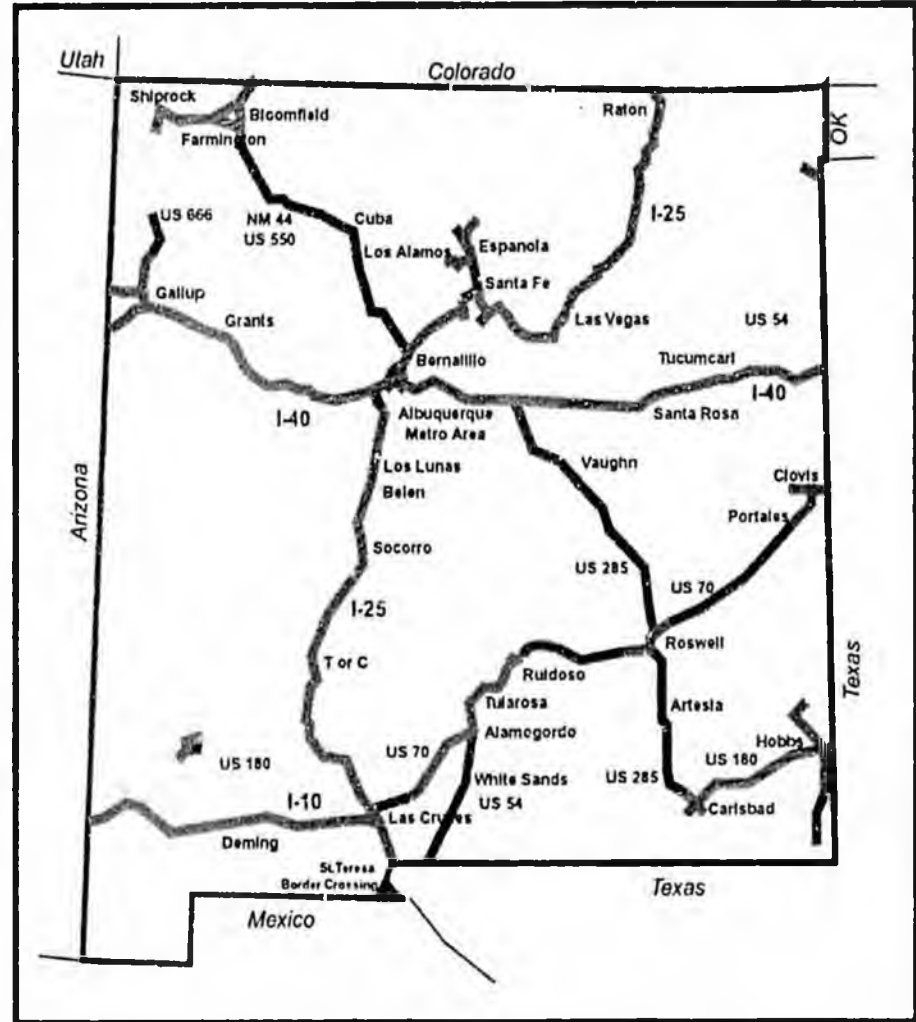 Utah
Colorado
Shiprock
Bloomfield
Raton
OK
Farmington
US 666
NM 44
US 550
Cuba
I-25
Los Alamos
Espanola
Santa Fe
Gallup
Grants
Las Vegas
US 54
Bernalillo
Tucumcari
I-40
Albuquerque
Metro Area
Santa Rosa
I-40
Arizona
Los Lunas
Belen
Vaughn
Clovis
Portales
Socorro
US 285
US 70
I-25
Roswell
T or C
Ruidoso
Texas
Tularosa
Artesia
Alamogordo
US 180
US 70
Hobbs
US 180
White Sands
US 54
US 285
I-10
Las Cruces
Carlsbad
Deming
St. Teresa
Border Crossing
Texas
Mexico